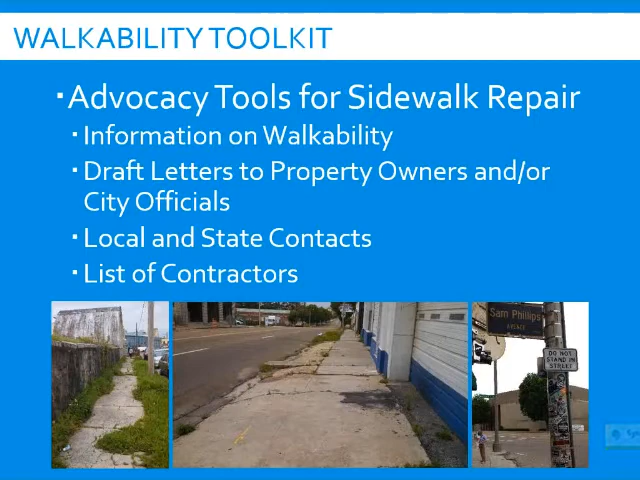 WALKABILITY TOOLKIT
▪ Advocacy Tools for Sidewalk Repair
▪ Information on Walkability
▪ Draft Letters to Property Owners and/or
City Officials
▪ Local and State Contacts
▪ List of Contractors
Sam Phillips
AVENUE
DO NOT
STAND IN
STREET